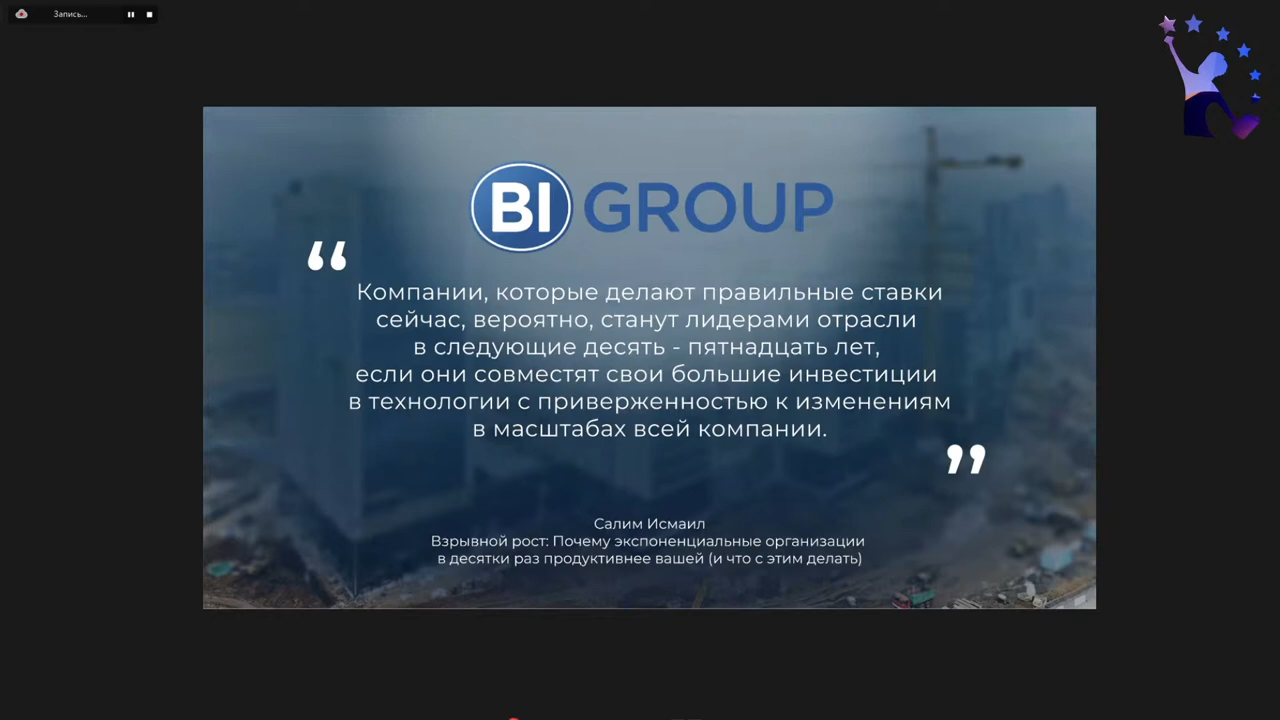 Запись...
BI GROUP
“
Компании, которые делают правильные ставки
сейчас, вероятно, станут лидерами отрасли
в следующие десять - пятнадцать лет,
если они совместят свои большие инвестиции
в технологии с приверженностью к изменениям
в масштабах всей компании.
”
Салим Исмаил
Взрывной рост: Почему экспоненциальные организации
в десятки раз продуктивнее вашей (и что с этим делать)